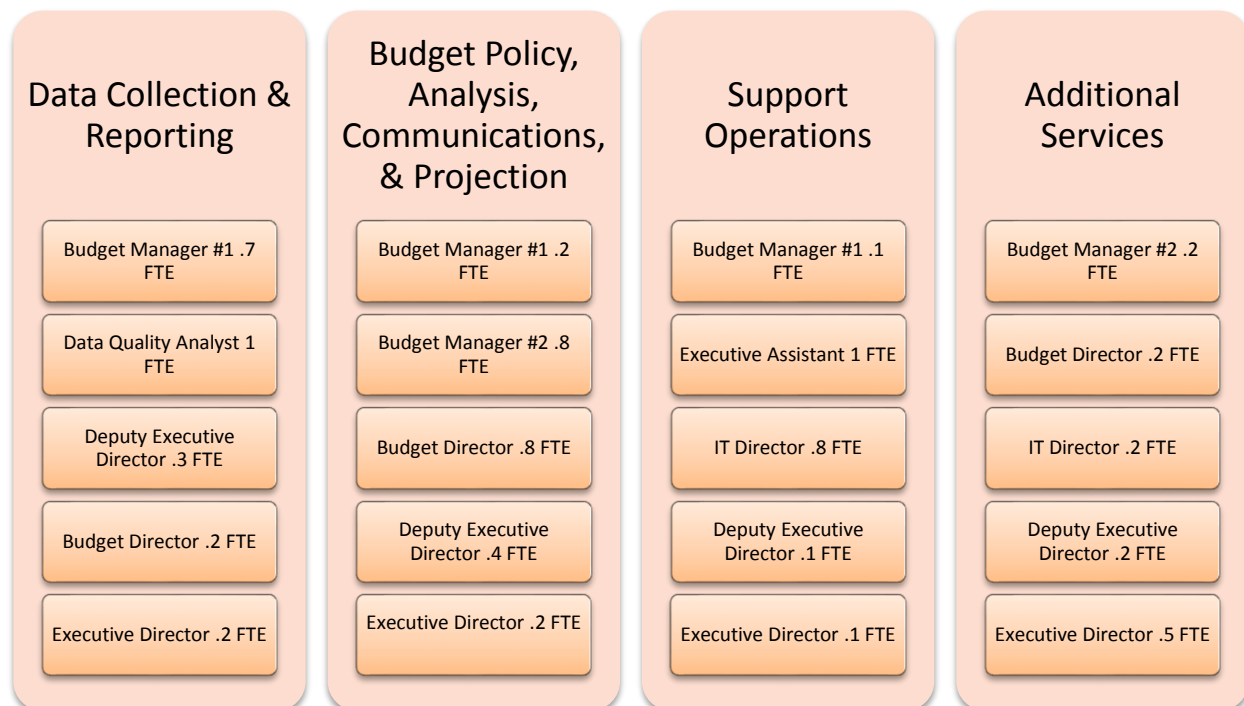 Data Collection &
Reporting
Budget Manager #1 .7
FTE
Data Quality Analyst 1
FTE
Deputy Executive
Director .3 FTE
Budget Director .2 FTE
Executive Director .2 FTE
Budget Policy,
Analysis,
Communications,
& Projection
Budget Manager #1 .2
FTE
Budget Manager #2 .8
FTE
Budget Director .8 FTE
Deputy Executive
Director .4 FTE
Executive Director .2 FTE
Support
Operations
Budget Manager #1 .1
FTE
Executive Assistant 1 FTE
IT Director .8 FTE
Deputy Executive
Director .1 FTE
Executive Director .1 FTE
Additional
Services
Budget Manager #2 .2
FTE
Budget Director .2 FTE
IT Director .2 FTE
Deputy Executive
Director .2 FTE
Executive Director .5 FTE